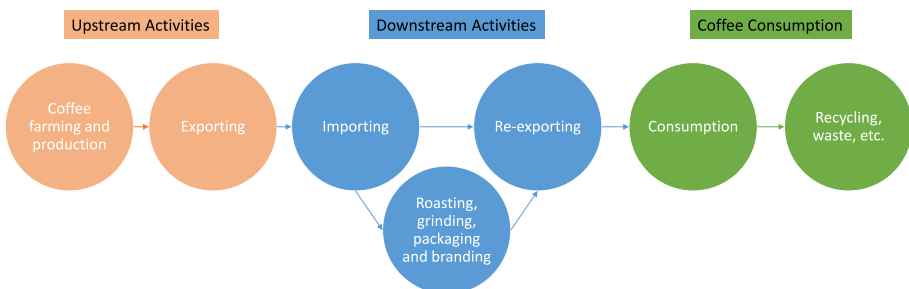 Upstream Activities
Downstream Activities
Coffee Consumption
Coffee
farming and
production
Exporting
Importing
Re-exporting
Consumption
Recycling,
waste, etc.
Roasting,
grinding,
packaging
and branding